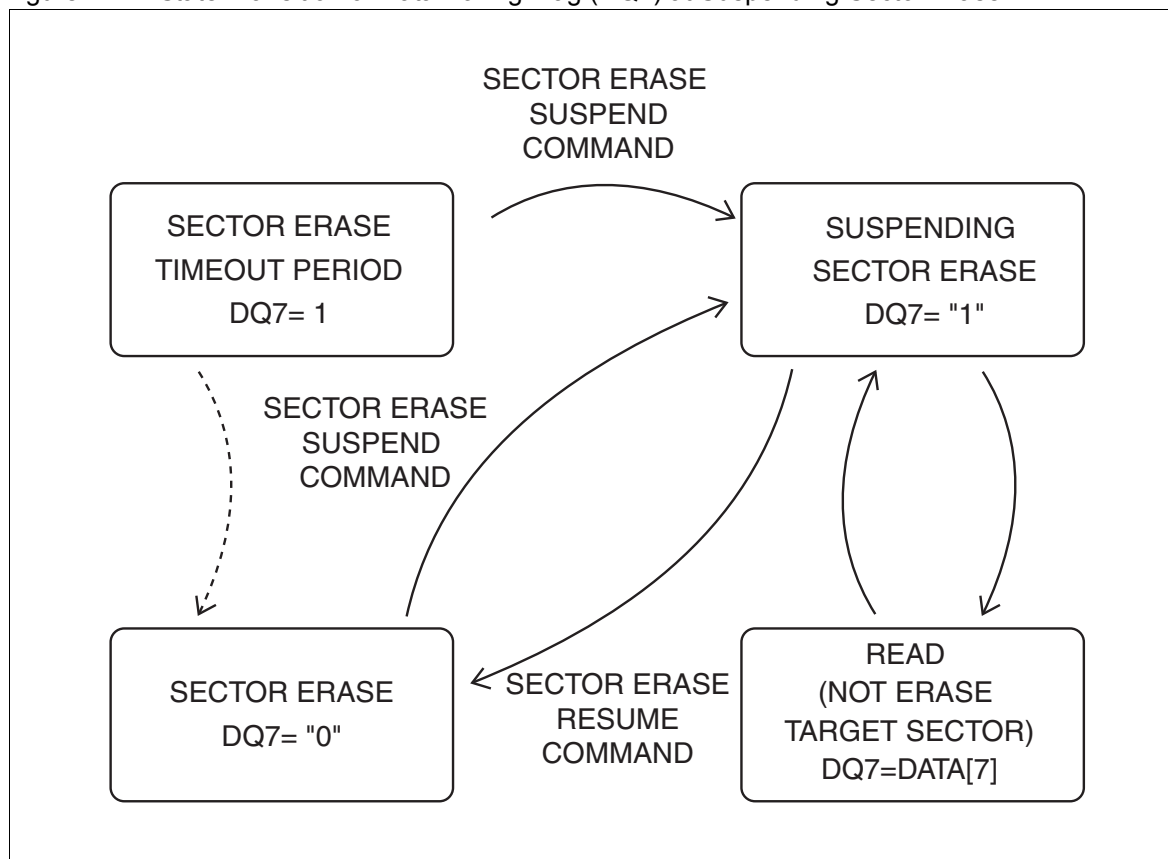 SECTOR ERASE
SUSPEND
COMMAND
SECTOR ERASE
TIMEOUT PERIOD
DQ7= 1
SUSPENDING
SECTOR ERASE
DQ7= "1"
SECTOR ERASE
SUSPEND
COMMAND
SECTOR ERASE
DQ7= "0"
SECTOR ERASE
RESUME
COMMAND
READ
(NOT ERASE
TARGET SECTOR)
DQ7=DATA[7]